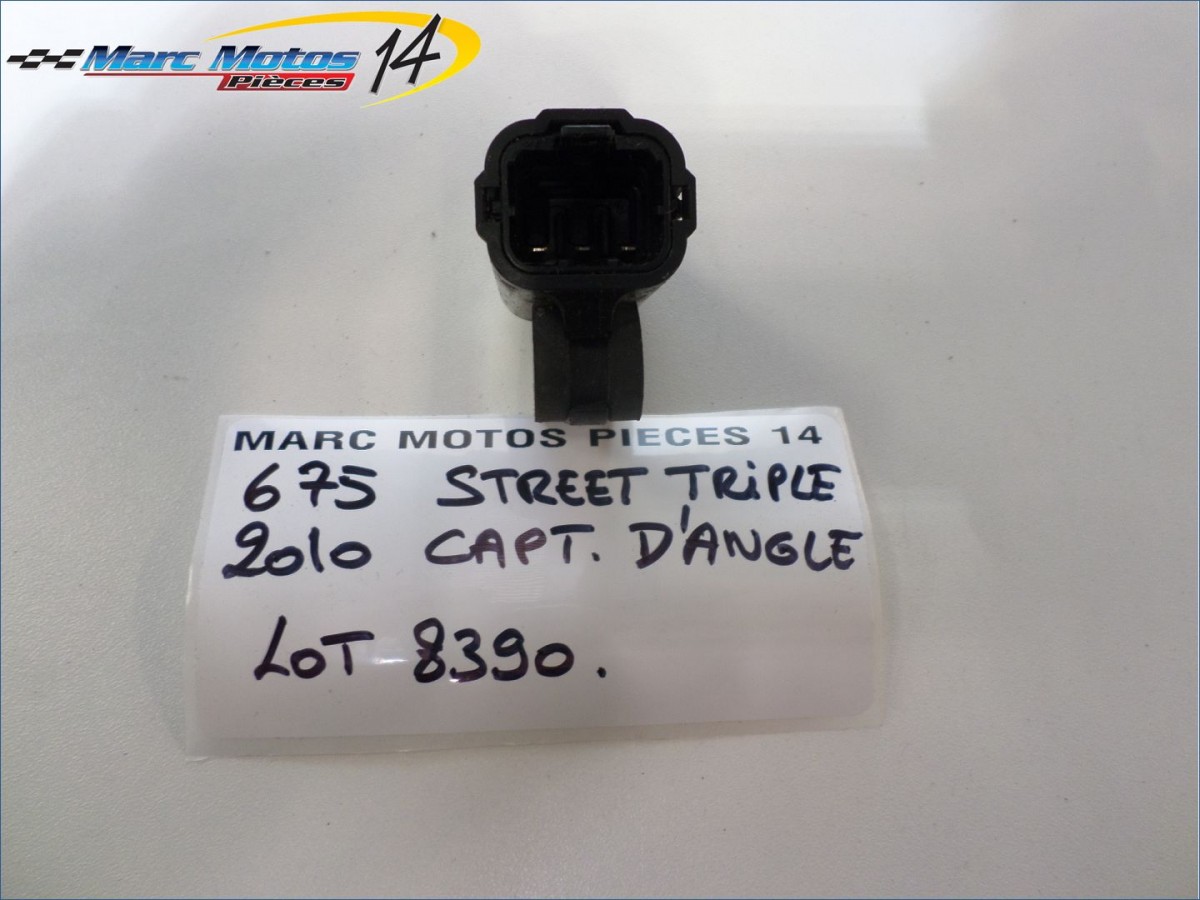 Marc Motos 14
Pièces
MARC MOTOS PIECES 14
675 STREET TRIPLE
2010 CAPT. D'ANGLE
LOT 8390.